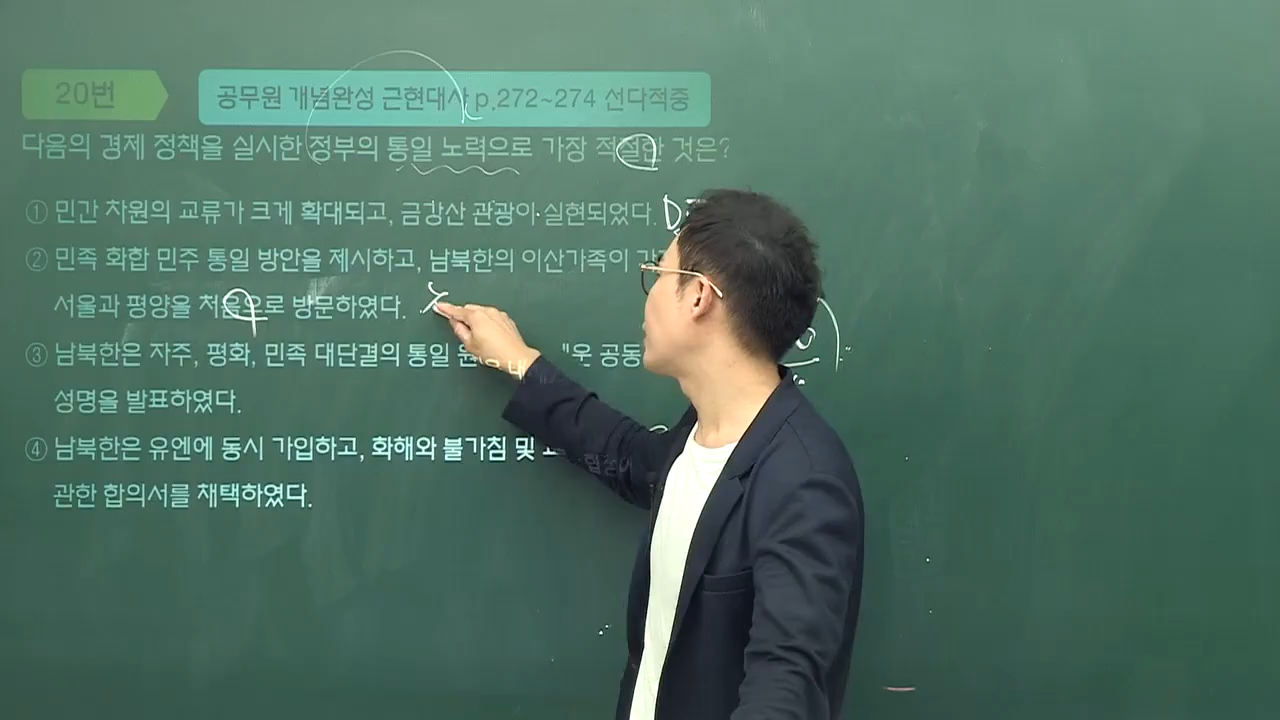 20번
공무원 개념완성 근현대사 p.272~274 선다적중
다음의 경제 정책을 실시한 정부의 통일 노력으로 가장 적절한 것은?
① 민간 차원의 교류가 크게 확대되고, 금강산 관광이 실현되었다. D
② 민족 화합 민주 통일 방안을 제시하고, 남북한의 이산가족이
서울과 평양을 처음으로 방문하였다.
③ 남북한은 자주, 평화, 민족 대단결의 통일 공동
성명을 발표하였다.
④ 남북한은 유엔에 동시 가입하고, 화해와 불가침 및
관한 합의서를 채택하였다.